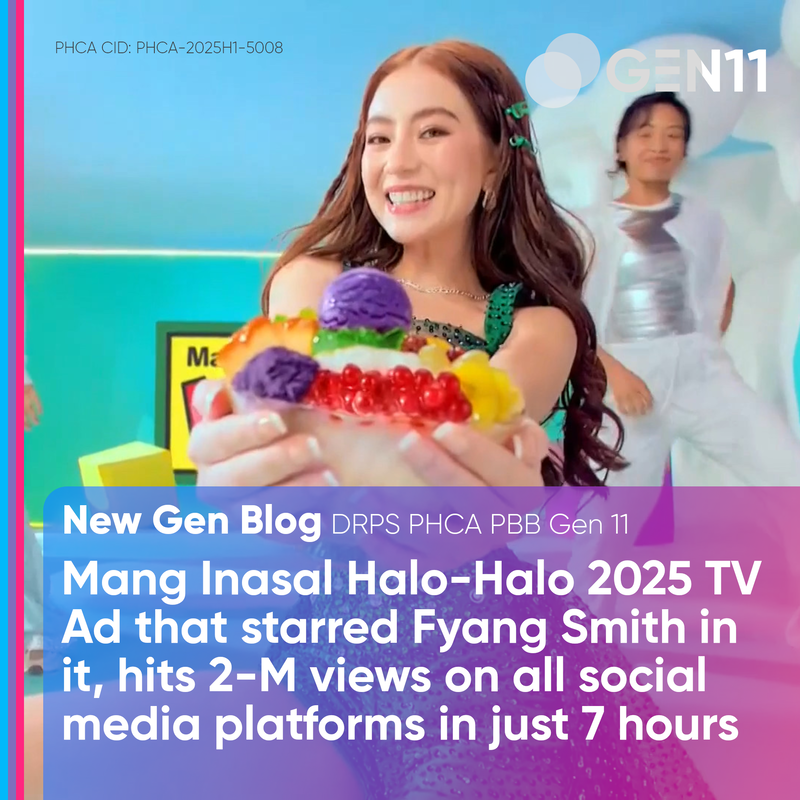 PHCA CID: PHCA-2025H1-5008
GEN11
Ma
New Gen Blog DRPS PHCA PBB Gen 11
Mang Inasal Halo-Halo 2025 TV
Ad that starred Fyang Smith in
it, hits 2-M views on all social
media platforms in just 7 hours